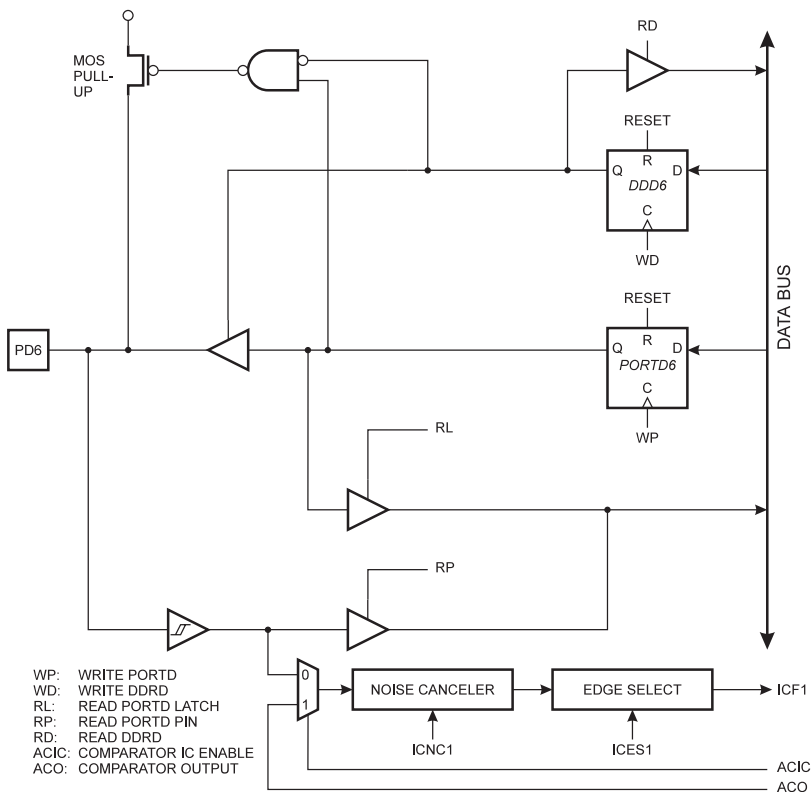 RD
MOS
PULL-
UP
RESET
R
Q
D
DDD6
C
WD
DATA BUS
RESET
R
Q
D
PD6
PORTD6
C
WP
RL
RP
WP: WRITE PORTD
WD: WRITE DDRD
RL: READ PORTD LATCH
RP: READ PORTD PIN
RD: READ DDRD
ACIC: COMPARATOR IC ENABLE
ACO: COMPARATOR OUTPUT
0
1
NOISE CANCELER
EDGE SELECT
ICF1
ICNC1
ICES1
ACIC
ACO